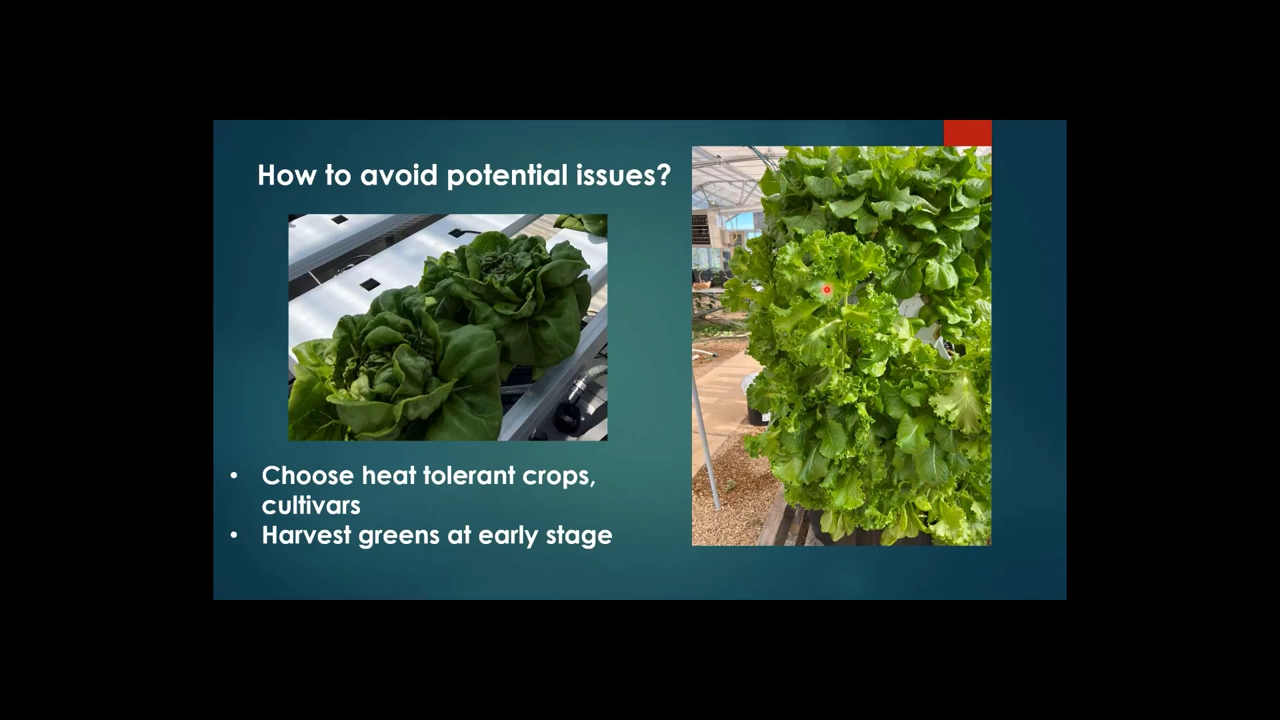 How to avoid potential issues?
• Choose heat tolerant crops,
cultivars
• Harvest greens at early stage